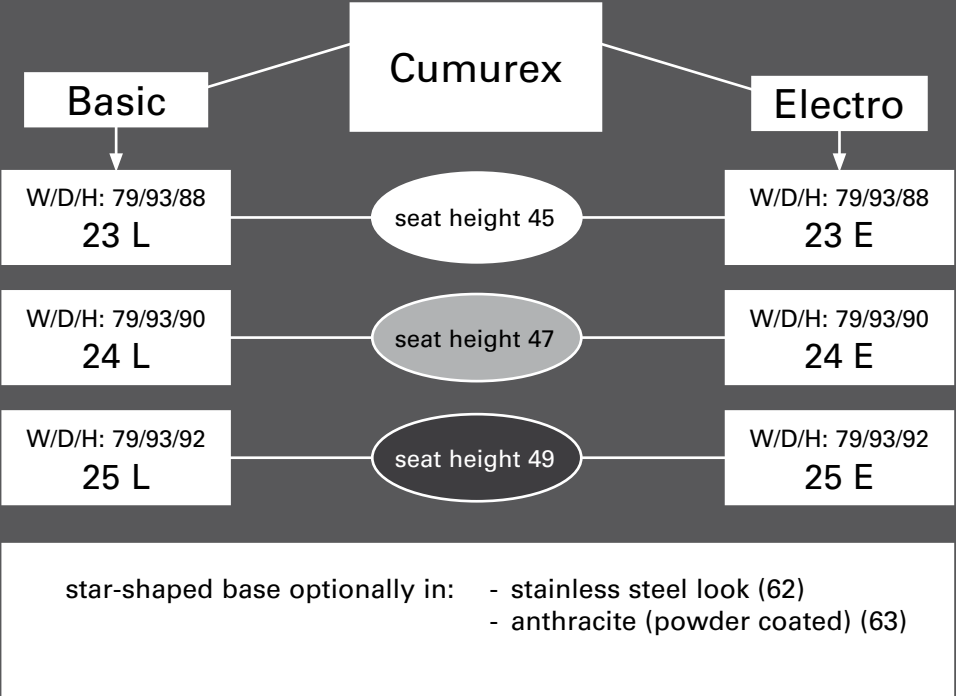 Cumurex
Basic
Electro
W/D/H: 79/93/88
23 L
seat height 45
W/D/H: 79/93/88
23 E
W/D/H: 79/93/90
24 L
seat height 47
W/D/H: 79/93/90
24 E
W/D/H: 79/93/92
25 L
seat height 49
W/D/H: 79/93/92
25 E
star-shaped base optionally in: - stainless steel look (62)
- anthracite (powder coated) (63)